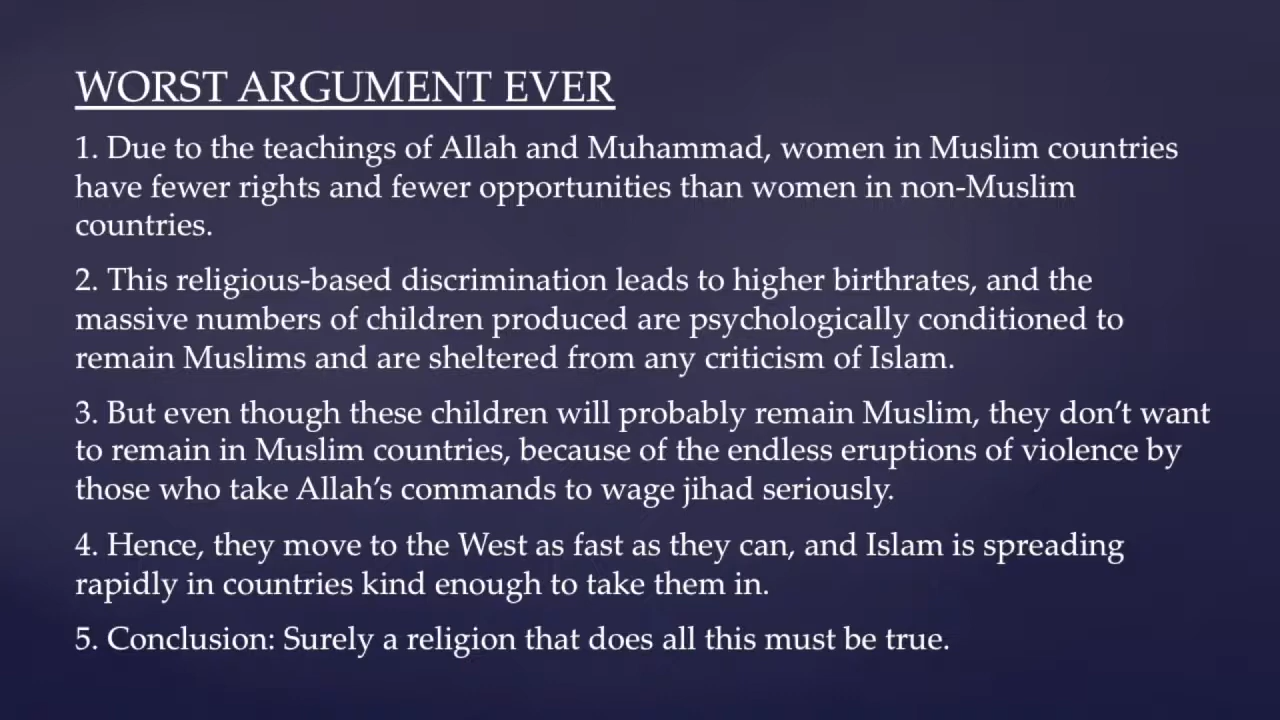 WORST ARGUMENT EVER
1. Due to the teachings of Allah and Muhammad, women in Muslim countries
have fewer rights and fewer opportunities than women in non-Muslim
countries.
2. This religious-based discrimination leads to higher birthrates, and the
massive numbers of children produced are psychologically conditioned to
remain Muslims and are sheltered from any criticism of Islam.
3. But even though these children will probably remain Muslim, they don’t want
to remain in Muslim countries, because of the endless eruptions of violence by
those who take Allah’s commands to wage jihad seriously.
4. Hence, they move to the West as fast as they can, and Islam is spreading
rapidly in countries kind enough to take them in.
5. Conclusion: Surely a religion that does all this must be true.